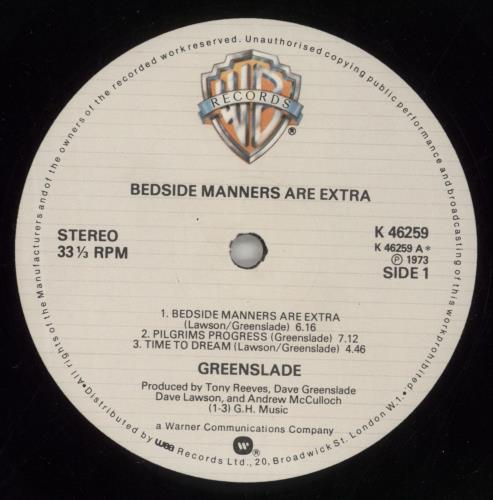 All rights of the Manufacturers and of the owners of the recorded work reserved. Unauthorised copying public performance and broadcasting of this work prohibited.
WB
RECORDS
®
BEDSIDE MANNERS ARE EXTRA
STEREO
33⅓ RPM
K 46259
K 46259 A*
℗ 1973
SIDE 1
1. BEDSIDE MANNERS ARE EXTRA
(Lawson/Greenslade) 6.16
2. PILGRIMS PROGRESS (Greenslade) 7.12
3. TIME TO DREAM (Lawson/Greenslade) 4.46
GREENSLADE
Produced by Tony Reeves, Dave Greenslade
Dave Lawson, and Andrew McCulloch
(1-3) G.H. Music
a Warner Communications Company
W ®
•Distributed by wea Records Ltd., 20, Broadwick St. London W.1.•